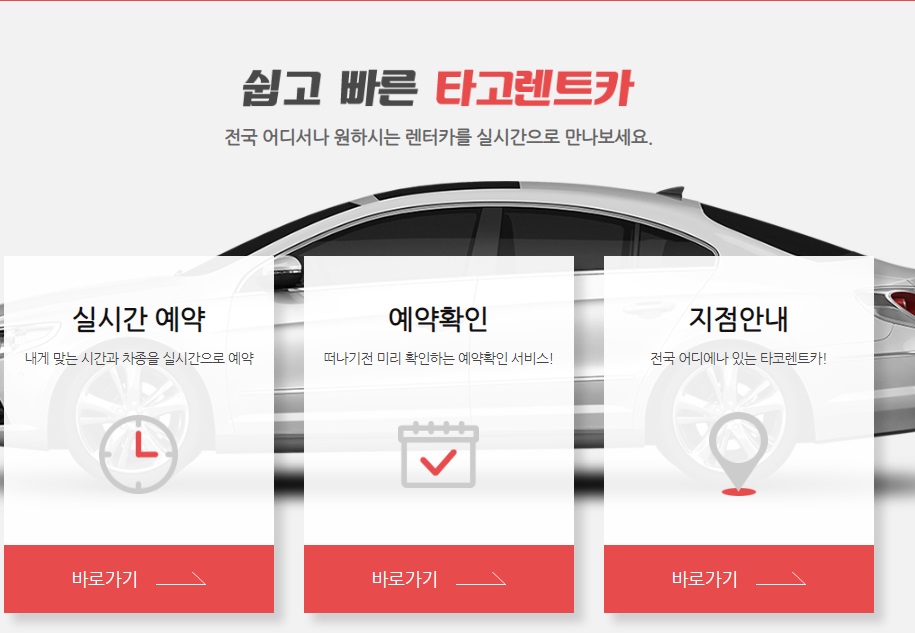 쉽고 빠른 타고렌트카
전국 어디서나 원하시는 렌터카를 실시간으로 만나보세요.
실시간 예약
내게 맞는 시간과 차종을 실시간으로 예약
바로가기
예약확인
떠나기전 미리 확인하는 예약확인 서비스!
바로가기
지점안내
전국 어디에나 있는 타코렌트카!
바로가기